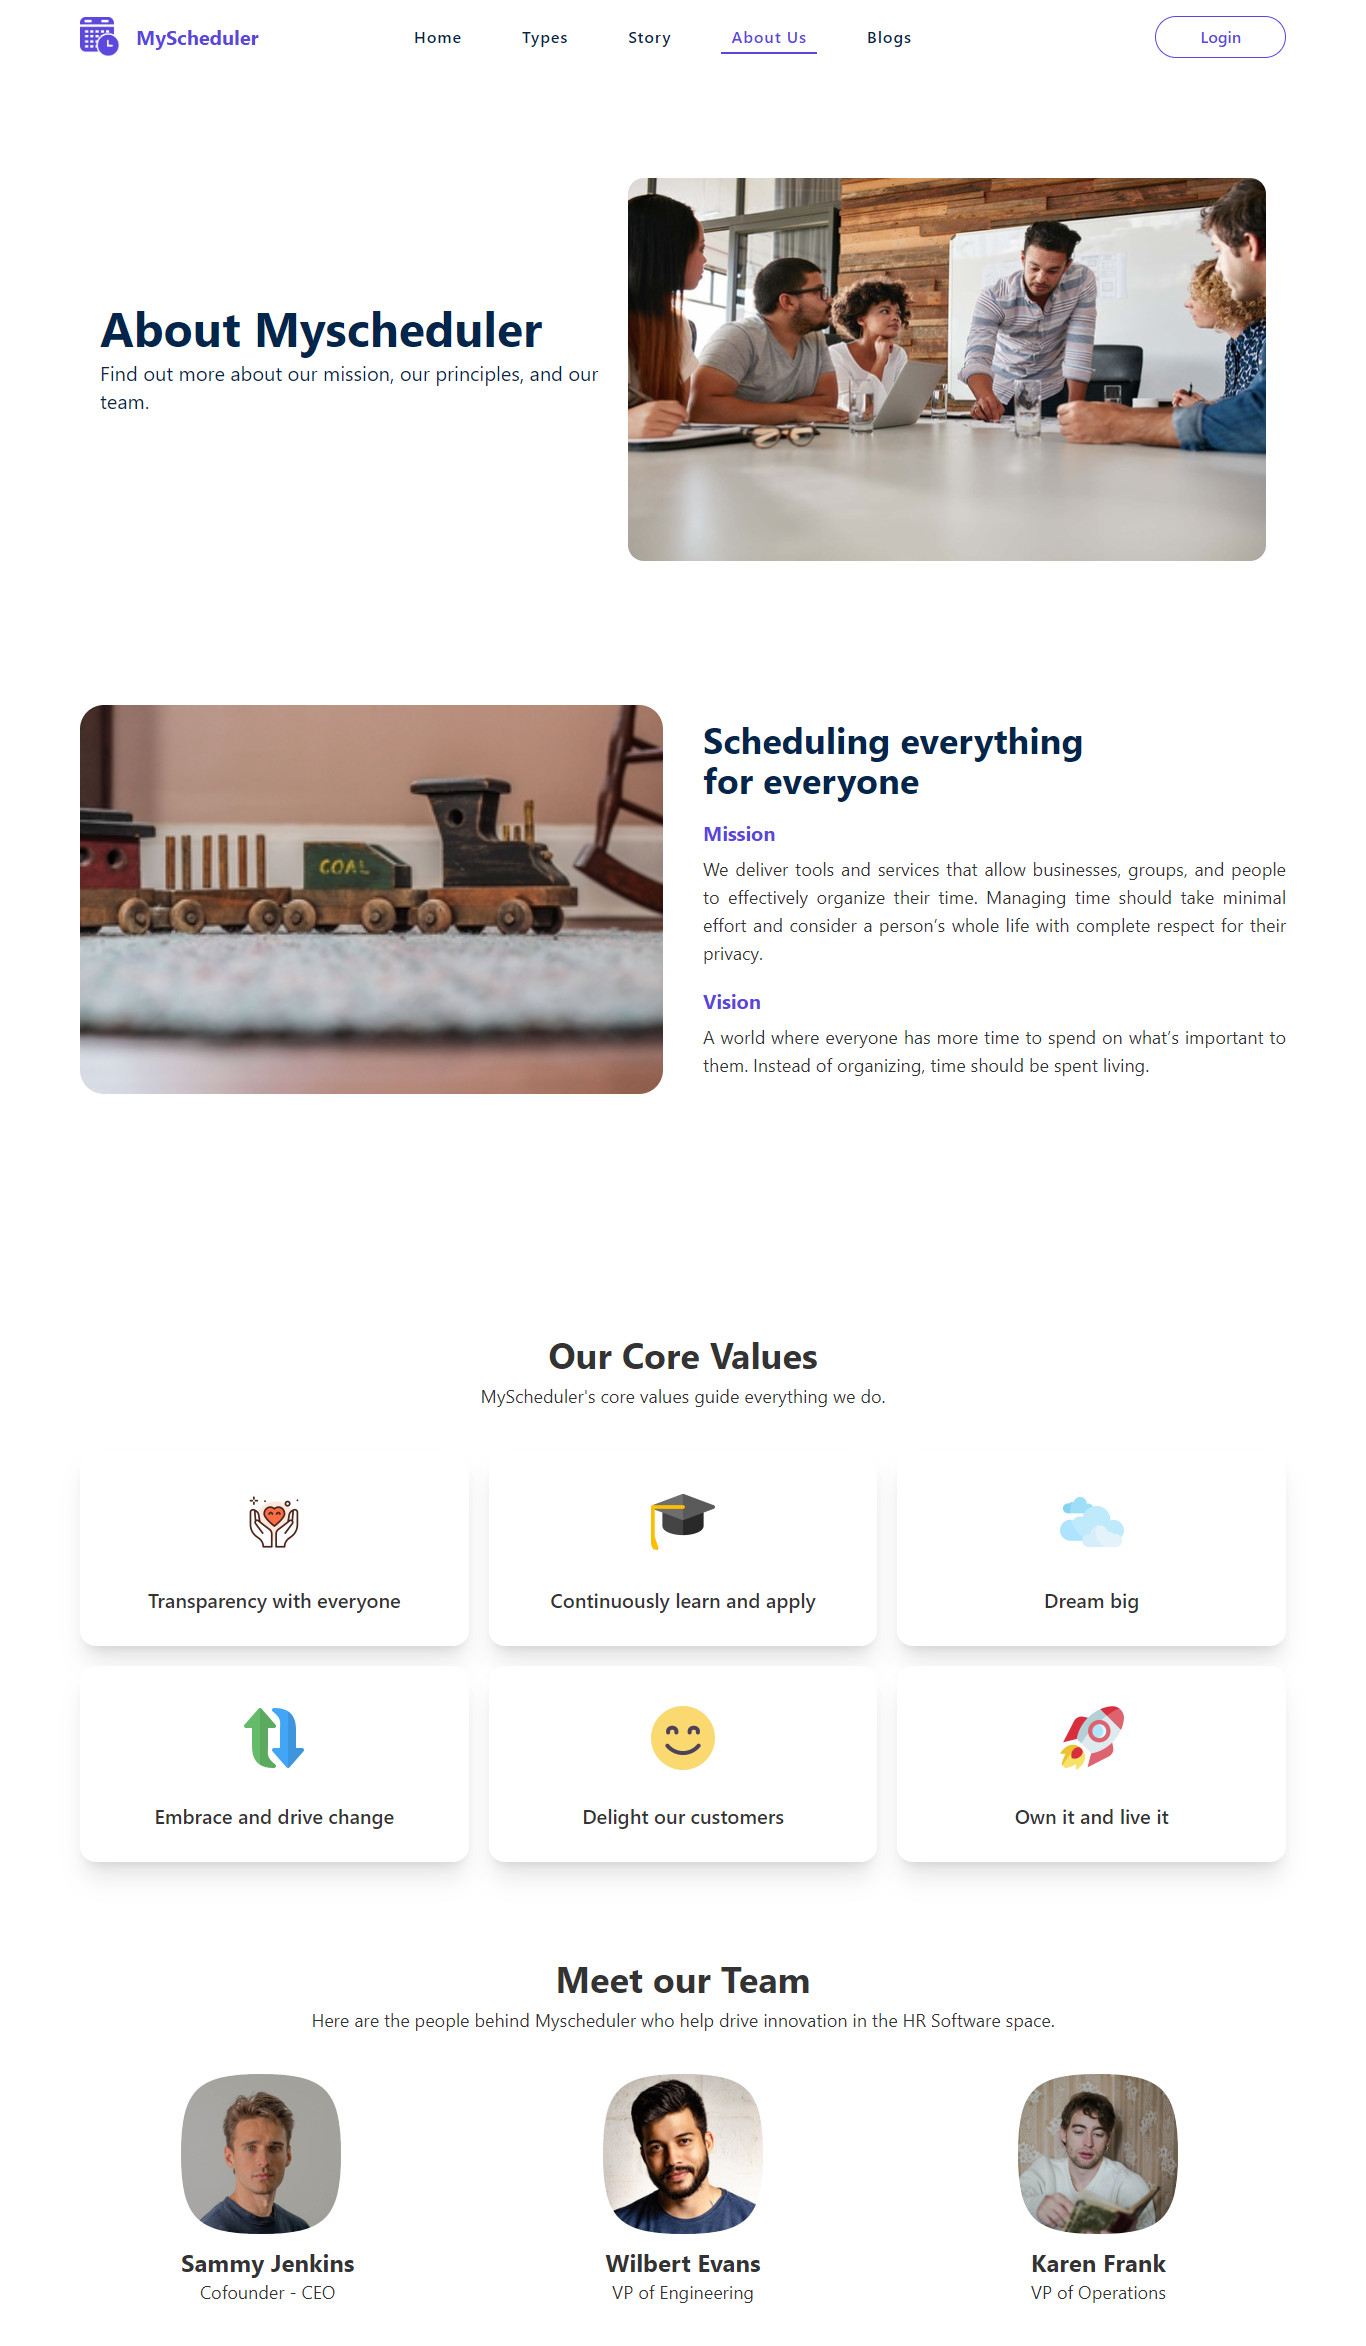 MyScheduler
Home
Types
Story
About Us
Blogs
Login
About Myscheduler
Find out more about our mission, our principles, and our
team.
COAL
Scheduling everything
for everyone
Mission
We deliver tools and services that allow businesses, groups, and people
to effectively organize their time. Managing time should take minimal
effort and consider a person’s whole life with complete respect for their
privacy.
Vision
A world where everyone has more time to spend on what’s important to
them. Instead of organizing, time should be spent living.
Our Core Values
MyScheduler's core values guide everything we do.
Transparency with everyone
Continuously learn and apply
Dream big
Embrace and drive change
Delight our customers
Own it and live it
Meet our Team
Here are the people behind Myscheduler who help drive innovation in the HR Software space.
Sammy Jenkins
Cofounder - CEO
Wilbert Evans
VP of Engineering
Karen Frank
VP of Operations